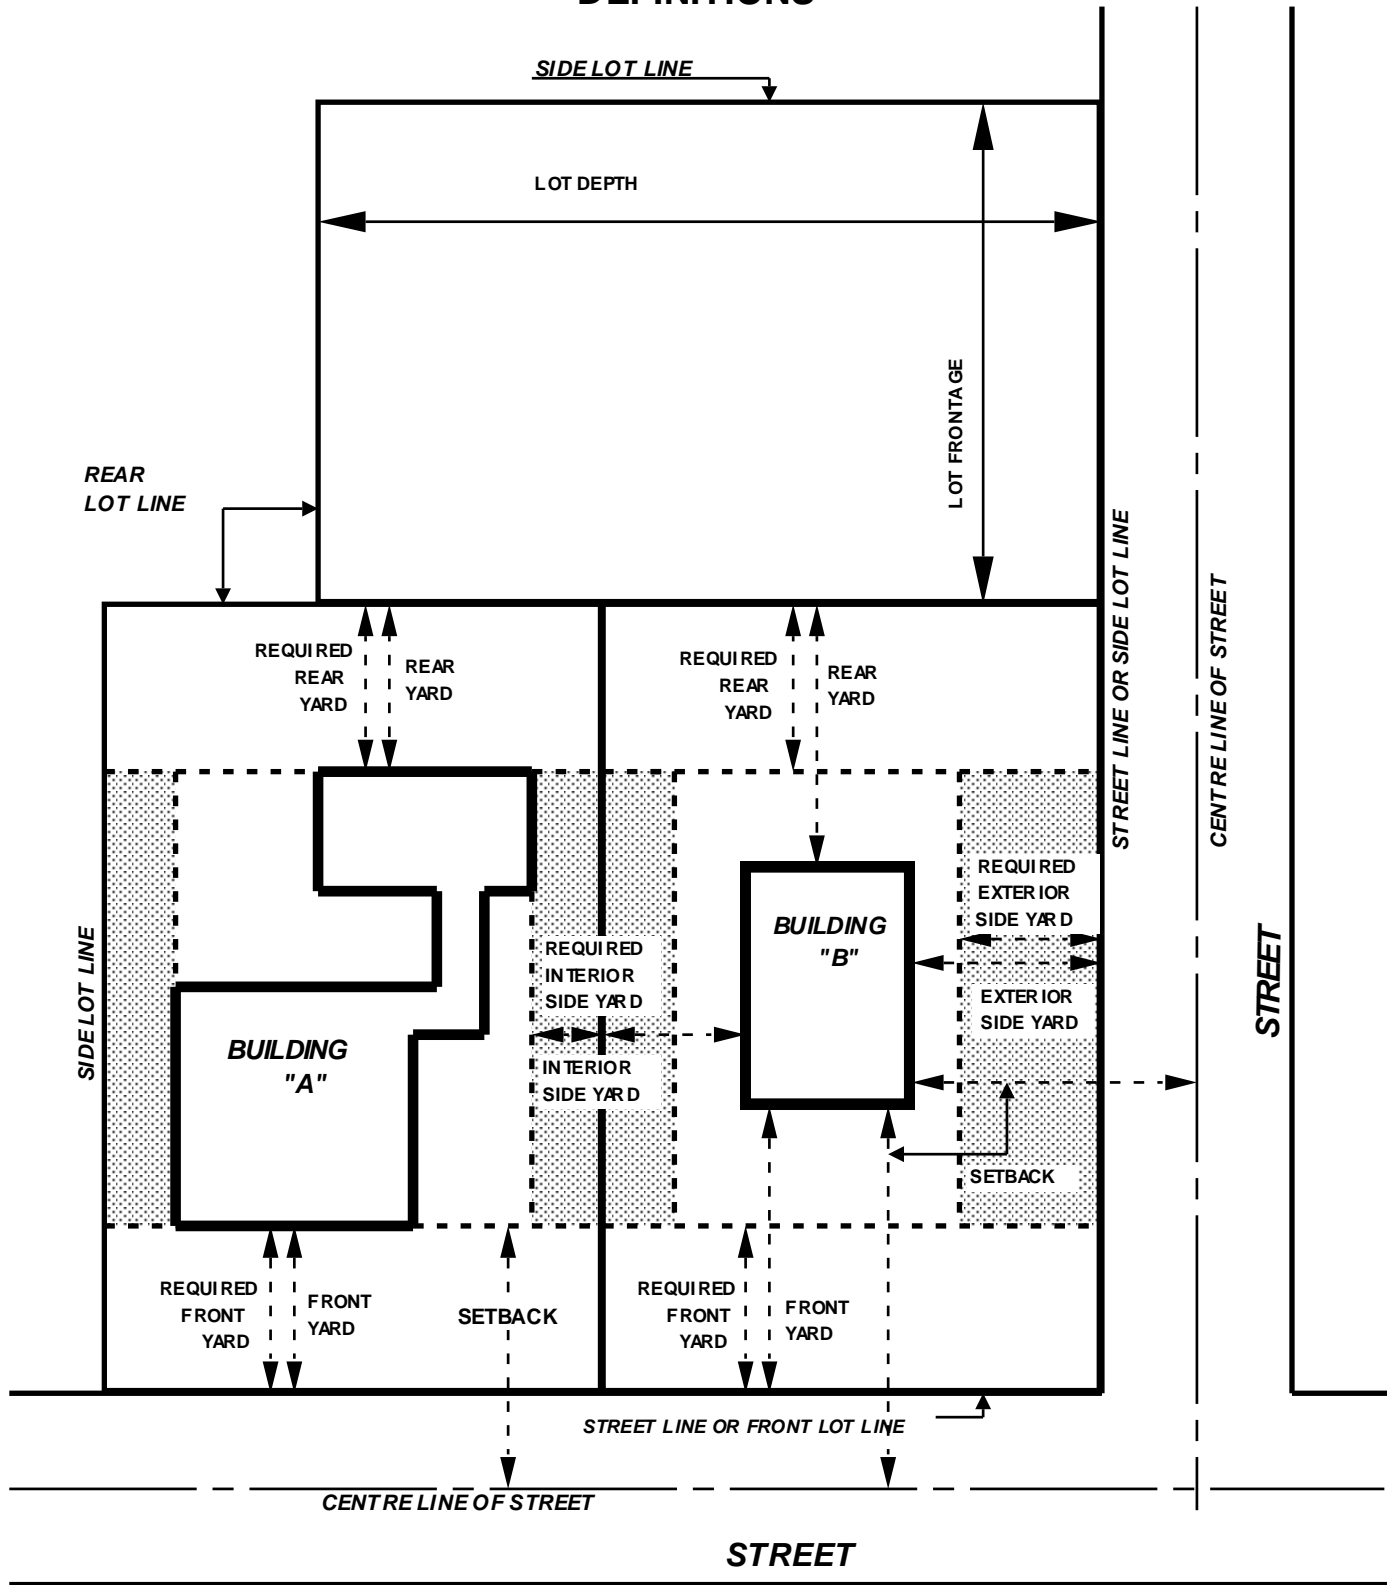 DEFINITIONS
SIDE LOT LINE
LOT DEPTH
LOT FRONTAGE
REAR
LOT LINE
STREET LINE OR SIDE LOT LINE
CENTRE LINE OF STREET
STREET
REQUIRED
REAR
YARD
REAR
YARD
REQUIRED
REAR
YARD
REAR
YARD
SIDE LOT LINE
BUILDING
"A"
REQUIRED
INTERIOR
SIDE YARD
INTERIOR
SIDE YARD
BUILDING
"B"
REQUIRED
EXTERIOR
SIDE YARD
EXTERIOR
SIDE YARD
SETBACK
REQUIRED
FRONT
YARD
FRONT
YARD
SETBACK
REQUIRED
FRONT
YARD
FRONT
YARD
STREET LINE OR FRONT LOT LINE
CENTRE LINE OF STREET
STREET